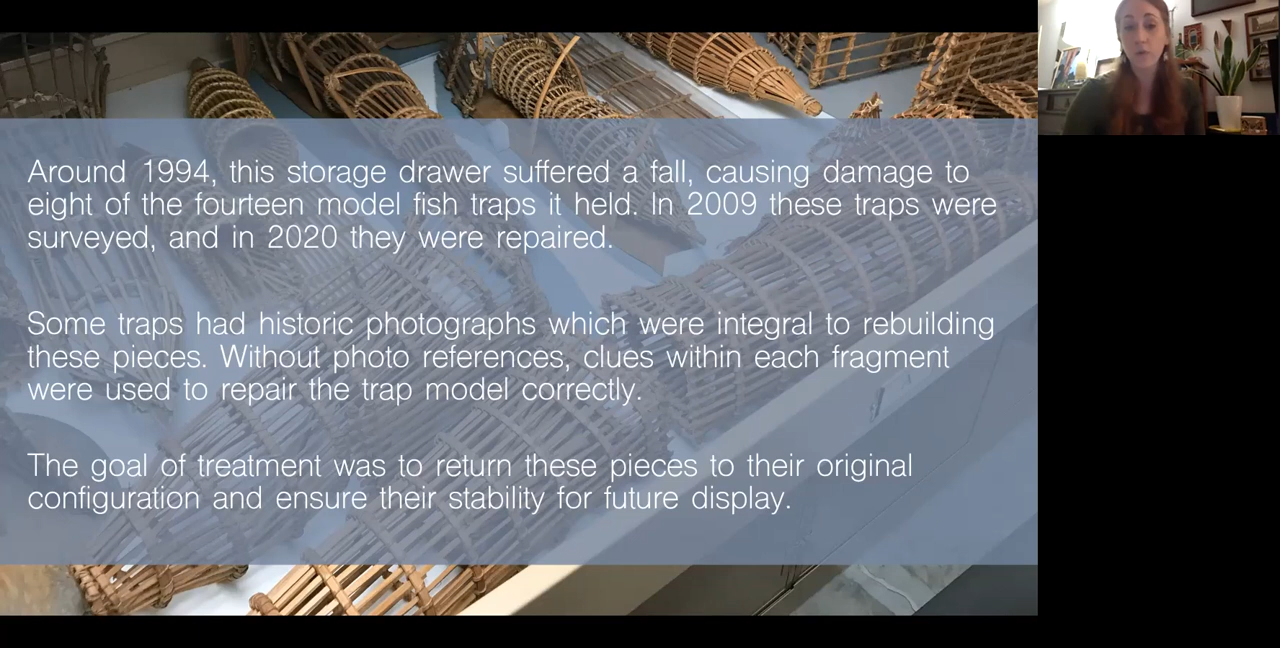 Around 1994, this storage drawer suffered a fall, causing damage to
eight of the fourteen model fish traps it held. In 2009 these traps were
surveyed, and in 2020 they were repaired.
Some traps had historic photographs which were integral to rebuilding
these pieces. Without photo references, clues within each fragment
were used to repair the trap model correctly.
The goal of treatment was to return these pieces to their original
configuration and ensure their stability for future display.